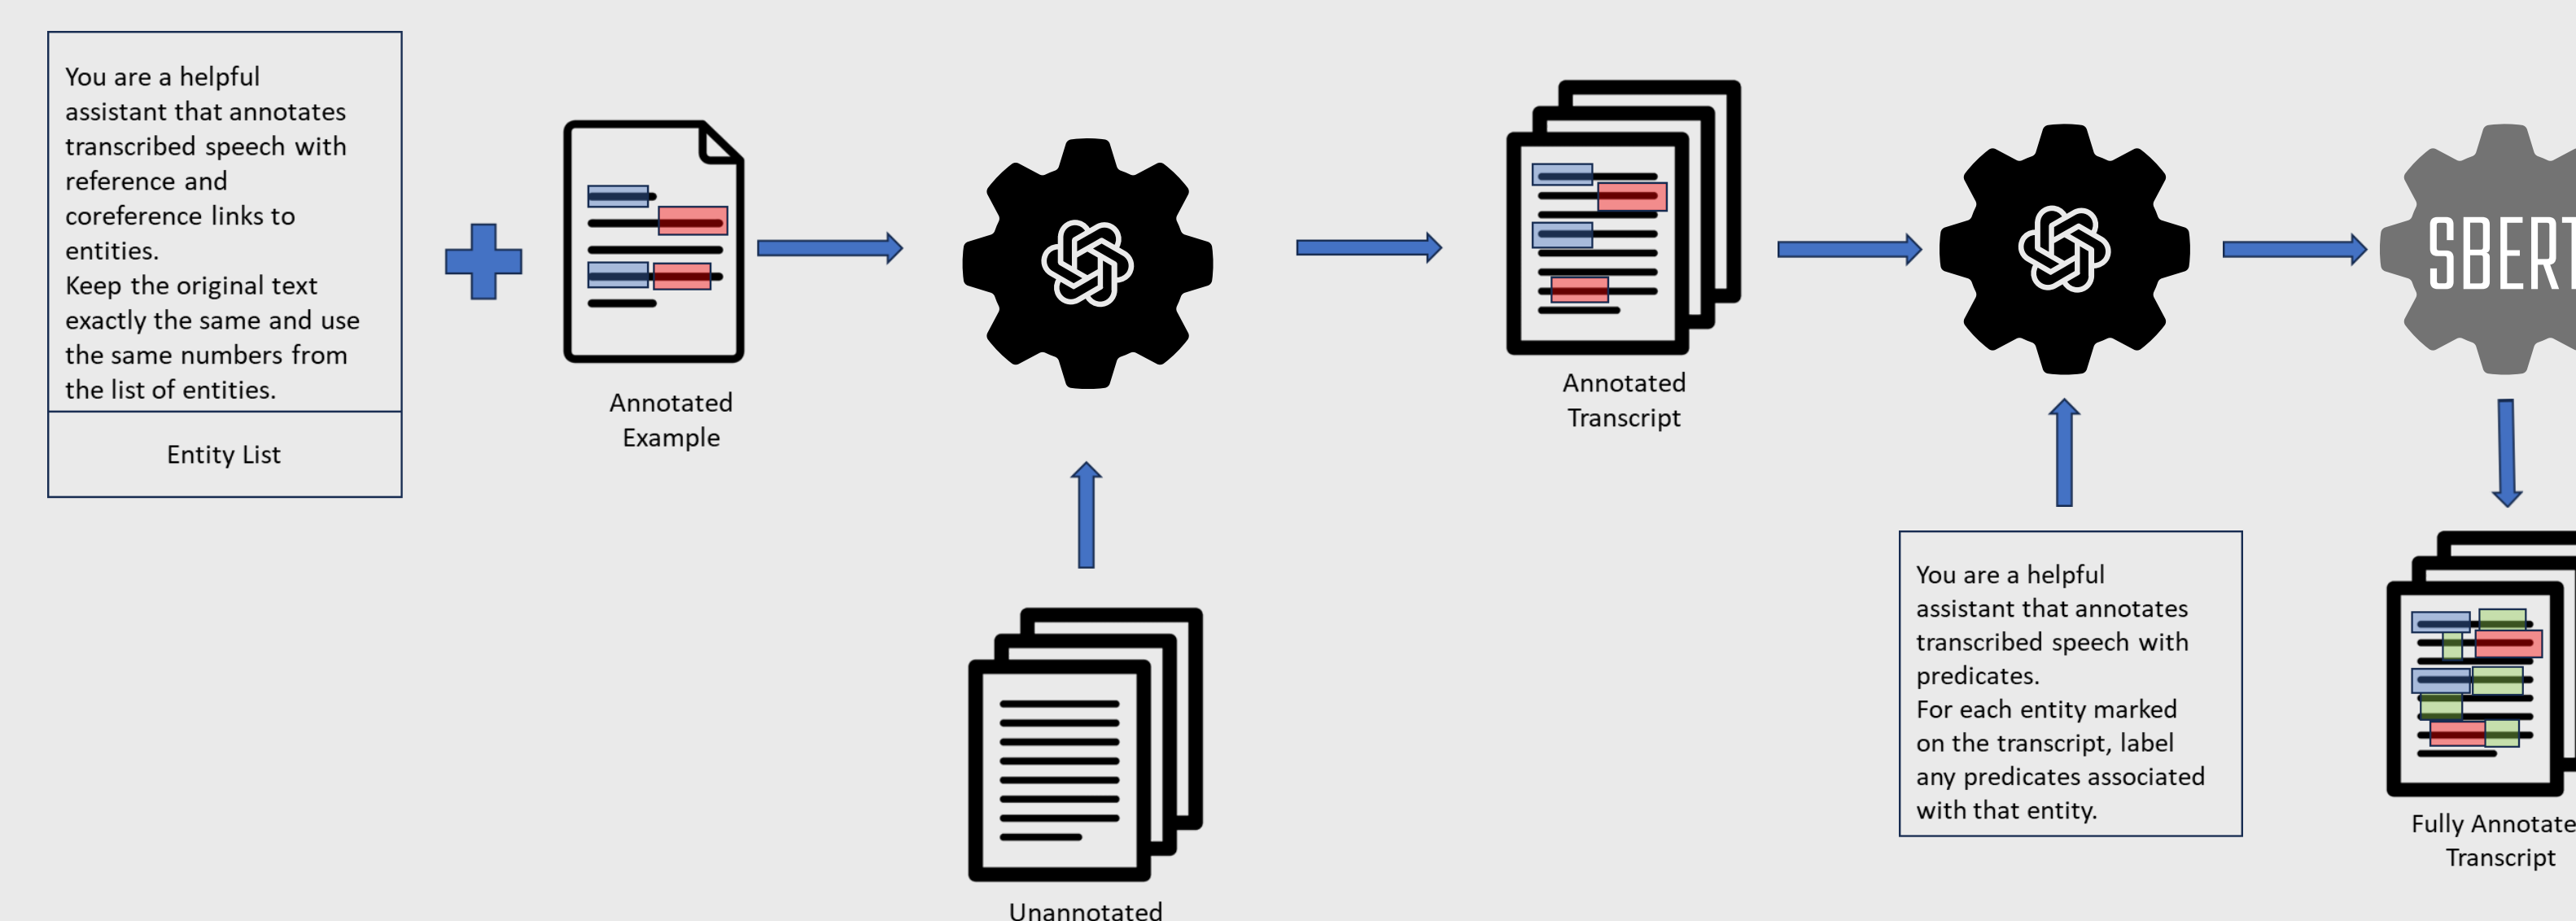 You are a helpful
assistant that annotates
transcribed speech with
reference and
coreference links to
entities.
Keep the original text
exactly the same and use
the same numbers from
the list of entities.
Entity List
Annotated
Example
Unannotated
Annotated
Transcript
You are a helpful
assistant that annotates
transcribed speech with
predicates.
For each entity marked
on the transcript, label
any predicates associated
with that entity.
SBERT
Fully Annotate
Transcript